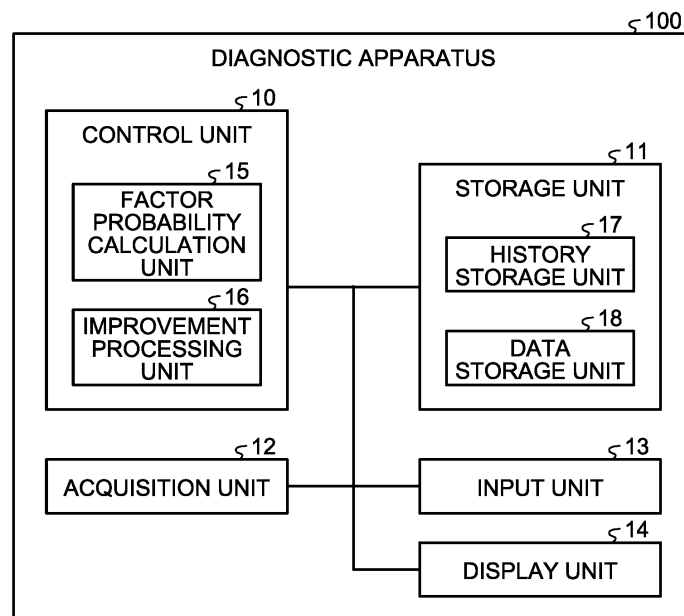 100
DIAGNOSTIC APPARATUS
10
CONTROL UNIT
15
FACTOR
PROBABILITY
CALCULATION
UNIT
16
IMPROVEMENT
PROCESSING
UNIT
11
STORAGE UNIT
17
HISTORY
STORAGE UNIT
18
DATA
STORAGE UNIT
12
ACQUISITION UNIT
13
INPUT UNIT
14
DISPLAY UNIT